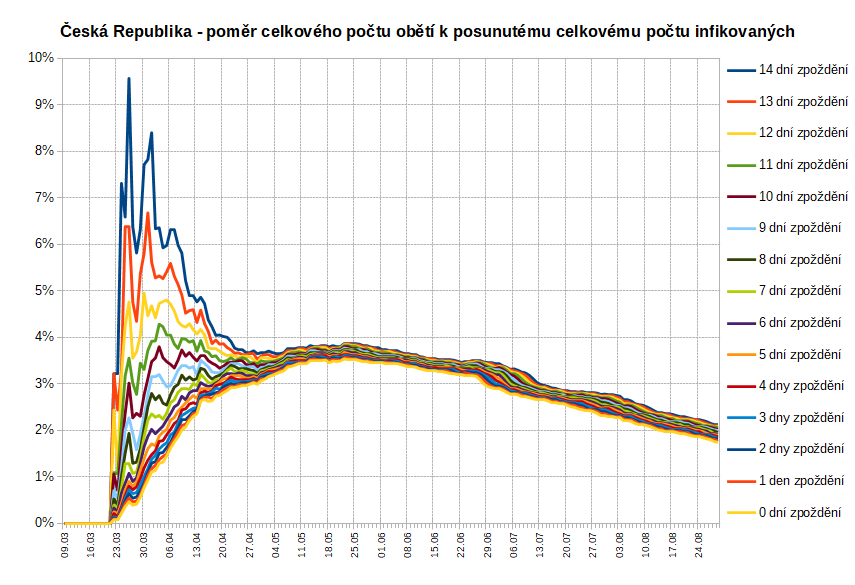 Česká Republika - poměr celkového počtu obětí k posunutému celkovému počtu infikovaných
10%
9%
8%
7%
6%
5%
4%
3%
2%
1%
0%
14 dní zpoždění
13 dní zpoždění
12 dní zpoždění
11 dní zpoždění
10 dní zpoždění
9 dní zpoždění
8 dní zpoždění
7 dní zpoždění
6 dní zpoždění
5 dní zpoždění
4 dny zpoždění
3 dny zpoždění
2 dny zpoždění
1 den zpoždění
0 dní zpoždění
09.03
16.03
23.03
30.03
06.04
13.04
20.04
27.04
04.05
11.05
18.05
25.05
01.06
08.06
15.06
22.06
29.06
06.07
13.07
20.07
27.07
03.08
10.08
17.08
24.08